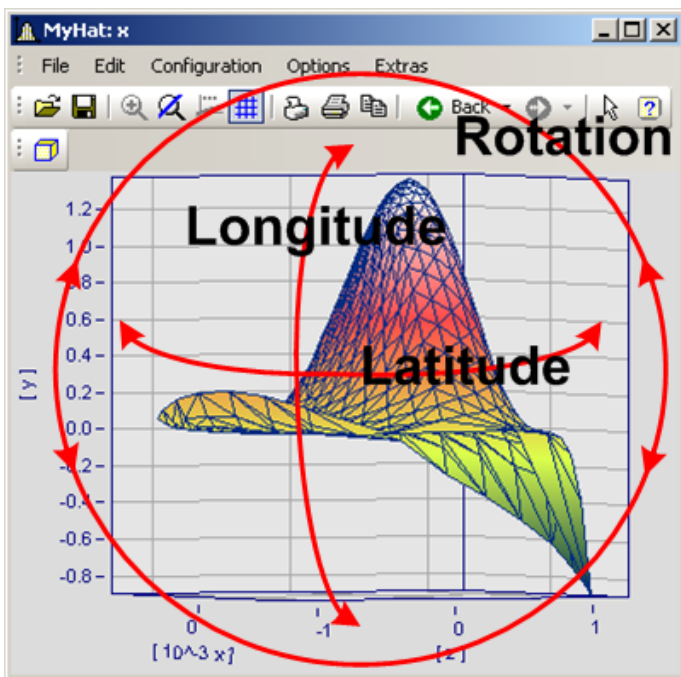 MyHat: x
File Edit Configuration Options Extras
Back
Rotation
Longitude
Latitude
1.2
1.0
0.8
0.6
0.4
0.2
0.0
-0.2
-0.4
-0.6
-0.8
[ y ]
0 -1 0 1
[ 10^-3 x ] [ z ]